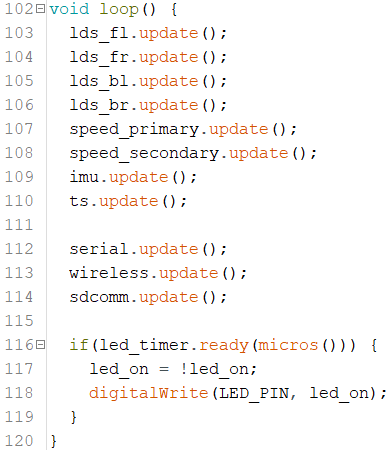 102 void loop() {
103   lds_fl.update();
104   lds_fr.update();
105   lds_bl.update();
106   lds_br.update();
107   speed_primary.update();
108   speed_secondary.update();
109   imu.update();
110   ts.update();
111
112   serial.update();
113   wireless.update();
114   sdcomm.update();
115
116   if(led_timer.ready(micros())) {
117     led_on = !led_on;
118     digitalWrite(LED_PIN, led_on);
119   }
120 }